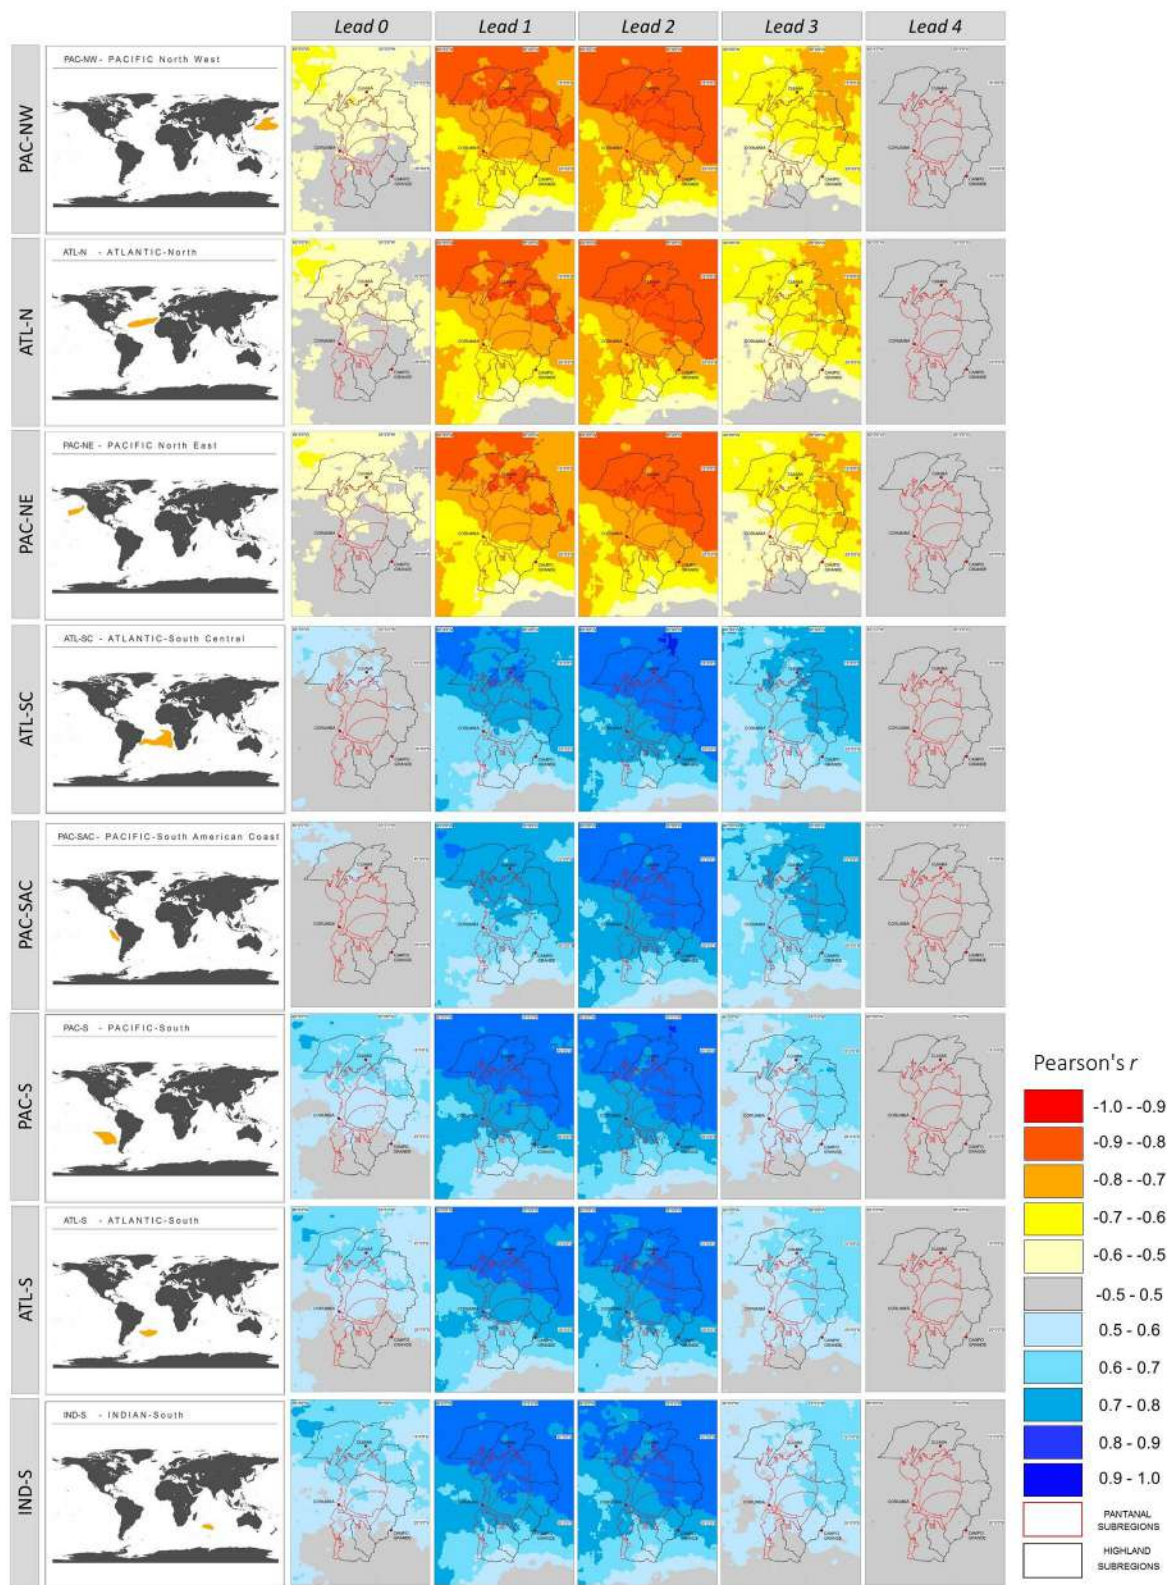 Lead 0 Lead 1 Lead 2 Lead 3 Lead 4
PAC-NW
PAC-NW - PACIFIC North West
CUIABA
CORUMBA
CAMPO GRANDE
ATL-N
ATL-N - ATLANTIC-North
PAC-NE
PAC-NE - PACIFIC North East
ATL-SC
ATL-SC - ATLANTIC-South Central
PAC-SAC
PAC-SAC - PACIFIC-South American Coast
PAC-S
PAC-S - PACIFIC-South
ATL-S
ATL-S - ATLANTIC-South
IND-S
IND-S - INDIAN-South
Pearson's r
-1.0 - -0.9
-0.9 - -0.8
-0.8 - -0.7
-0.7 - -0.6
-0.6 - -0.5
-0.5 - 0.5
0.5 - 0.6
0.6 - 0.7
0.7 - 0.8
0.8 - 0.9
0.9 - 1.0
PANTANAL
SUBREGIONS
HIGHLAND
SUBREGIONS